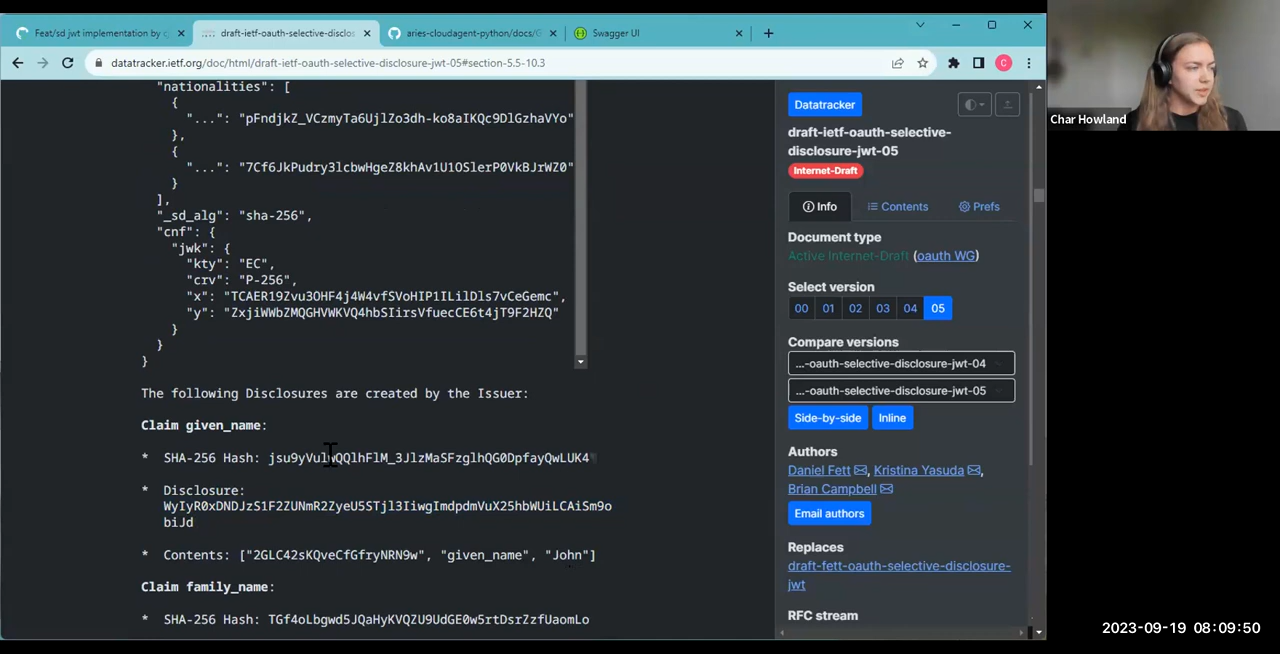 Feat/sd jwt implementation by cj
draft-ietf-oauth-selective-disclos
aries-cloudagent-python/docs/G
Swagger UI
datatracker.ietf.org/doc/html/draft-ietf-oauth-selective-disclosure-jwt-05#section-5.5-10.3
C
"nationalities": [
{
"...": "pFndjkZ_VCzmyTa6UjlZo3dh-ko8aIKQc9DlGzhaVYo"
},
{
"...": "7Cf6JkPudry3lcbwHgeZ8khAv1U1OSlerP0VkBJrWZ0"
}
],
"_sd_alg": "sha-256",
"cnf": {
"jwk": {
"kty": "EC",
"crv": "P-256",
"x": "TCAER19Zvu3OHF4j4W4vfSVoHIP1ILilDls7vCeGemc",
"y": "ZxjiWWbZMQGHVWKVQ4hbSIirsVfuecCE6t4jT9F2HZQ"
}
}
}
The following Disclosures are created by the Issuer:
Claim given_name:
* SHA-256 Hash: jsu9yVulwQQlhFlM_3JlzMaSFzglhQG0DpfayQwLUK4
* Disclosure:
WyIyR0xDNDJzS1F2ZUNmR2ZyeU5STjl3IiwgImdpdmVuX25hbWUiLCAiSm9o
biJd
* Contents: ["2GLC42sKQveCfGfryNRN9w", "given_name", "John"]
Claim family_name:
* SHA-256 Hash: TGf4oLbgwd5JQaHyKVQZU9UdGE0w5rtDsrZzfUaomLo
Datatracker
draft-ietf-oauth-selective-
disclosure-jwt-05
Internet-Draft
Info
Contents
Prefs
Document type
Active Internet-Draft (oauth WG)
Select version
00 01 02 03 04 05
Compare versions
...-oauth-selective-disclosure-jwt-04
...-oauth-selective-disclosure-jwt-05
Side-by-side
Inline
Authors
Daniel Fett, Kristina Yasuda,
Brian Campbell
Email authors
Replaces
draft-fett-oauth-selective-disclosure-
jwt
RFC stream
Char Howland
2023-09-19 08:09:50